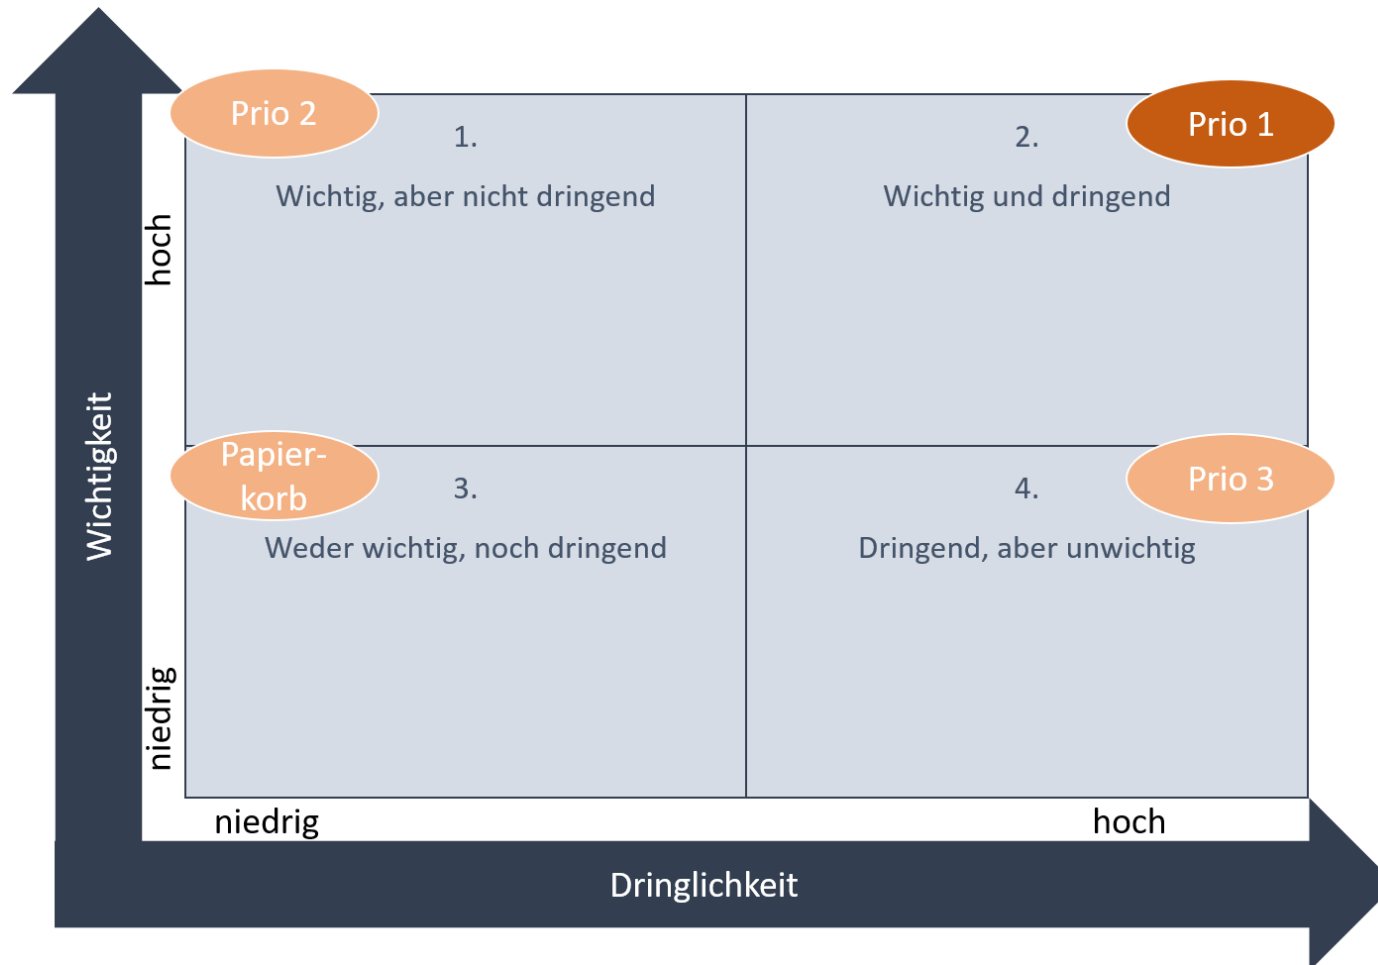 Prio 2
1.
Wichtig, aber nicht dringend
2.
Prio 1
Wichtig und dringend
hoch
Wichtigkeit
Papier-
korb
3.
Weder wichtig, noch dringend
4.
Prio 3
Dringend, aber unwichtig
niedrig
niedrig
hoch
Dringlichkeit